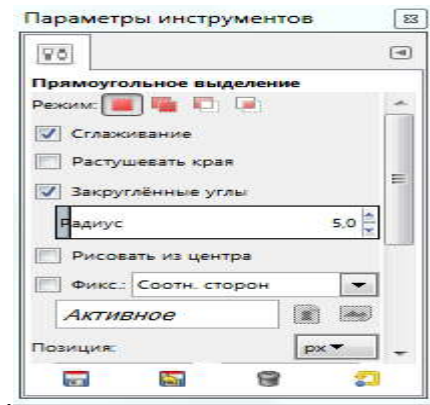 Параметры инструментов
Прямоугольное выделение
Режим:
Сглаживание
Растушевать края
Закруглённые углы
Радиус 5,0
Рисовать из центра
Фикс.: Соотн. сторон
Активное
Позиция: px